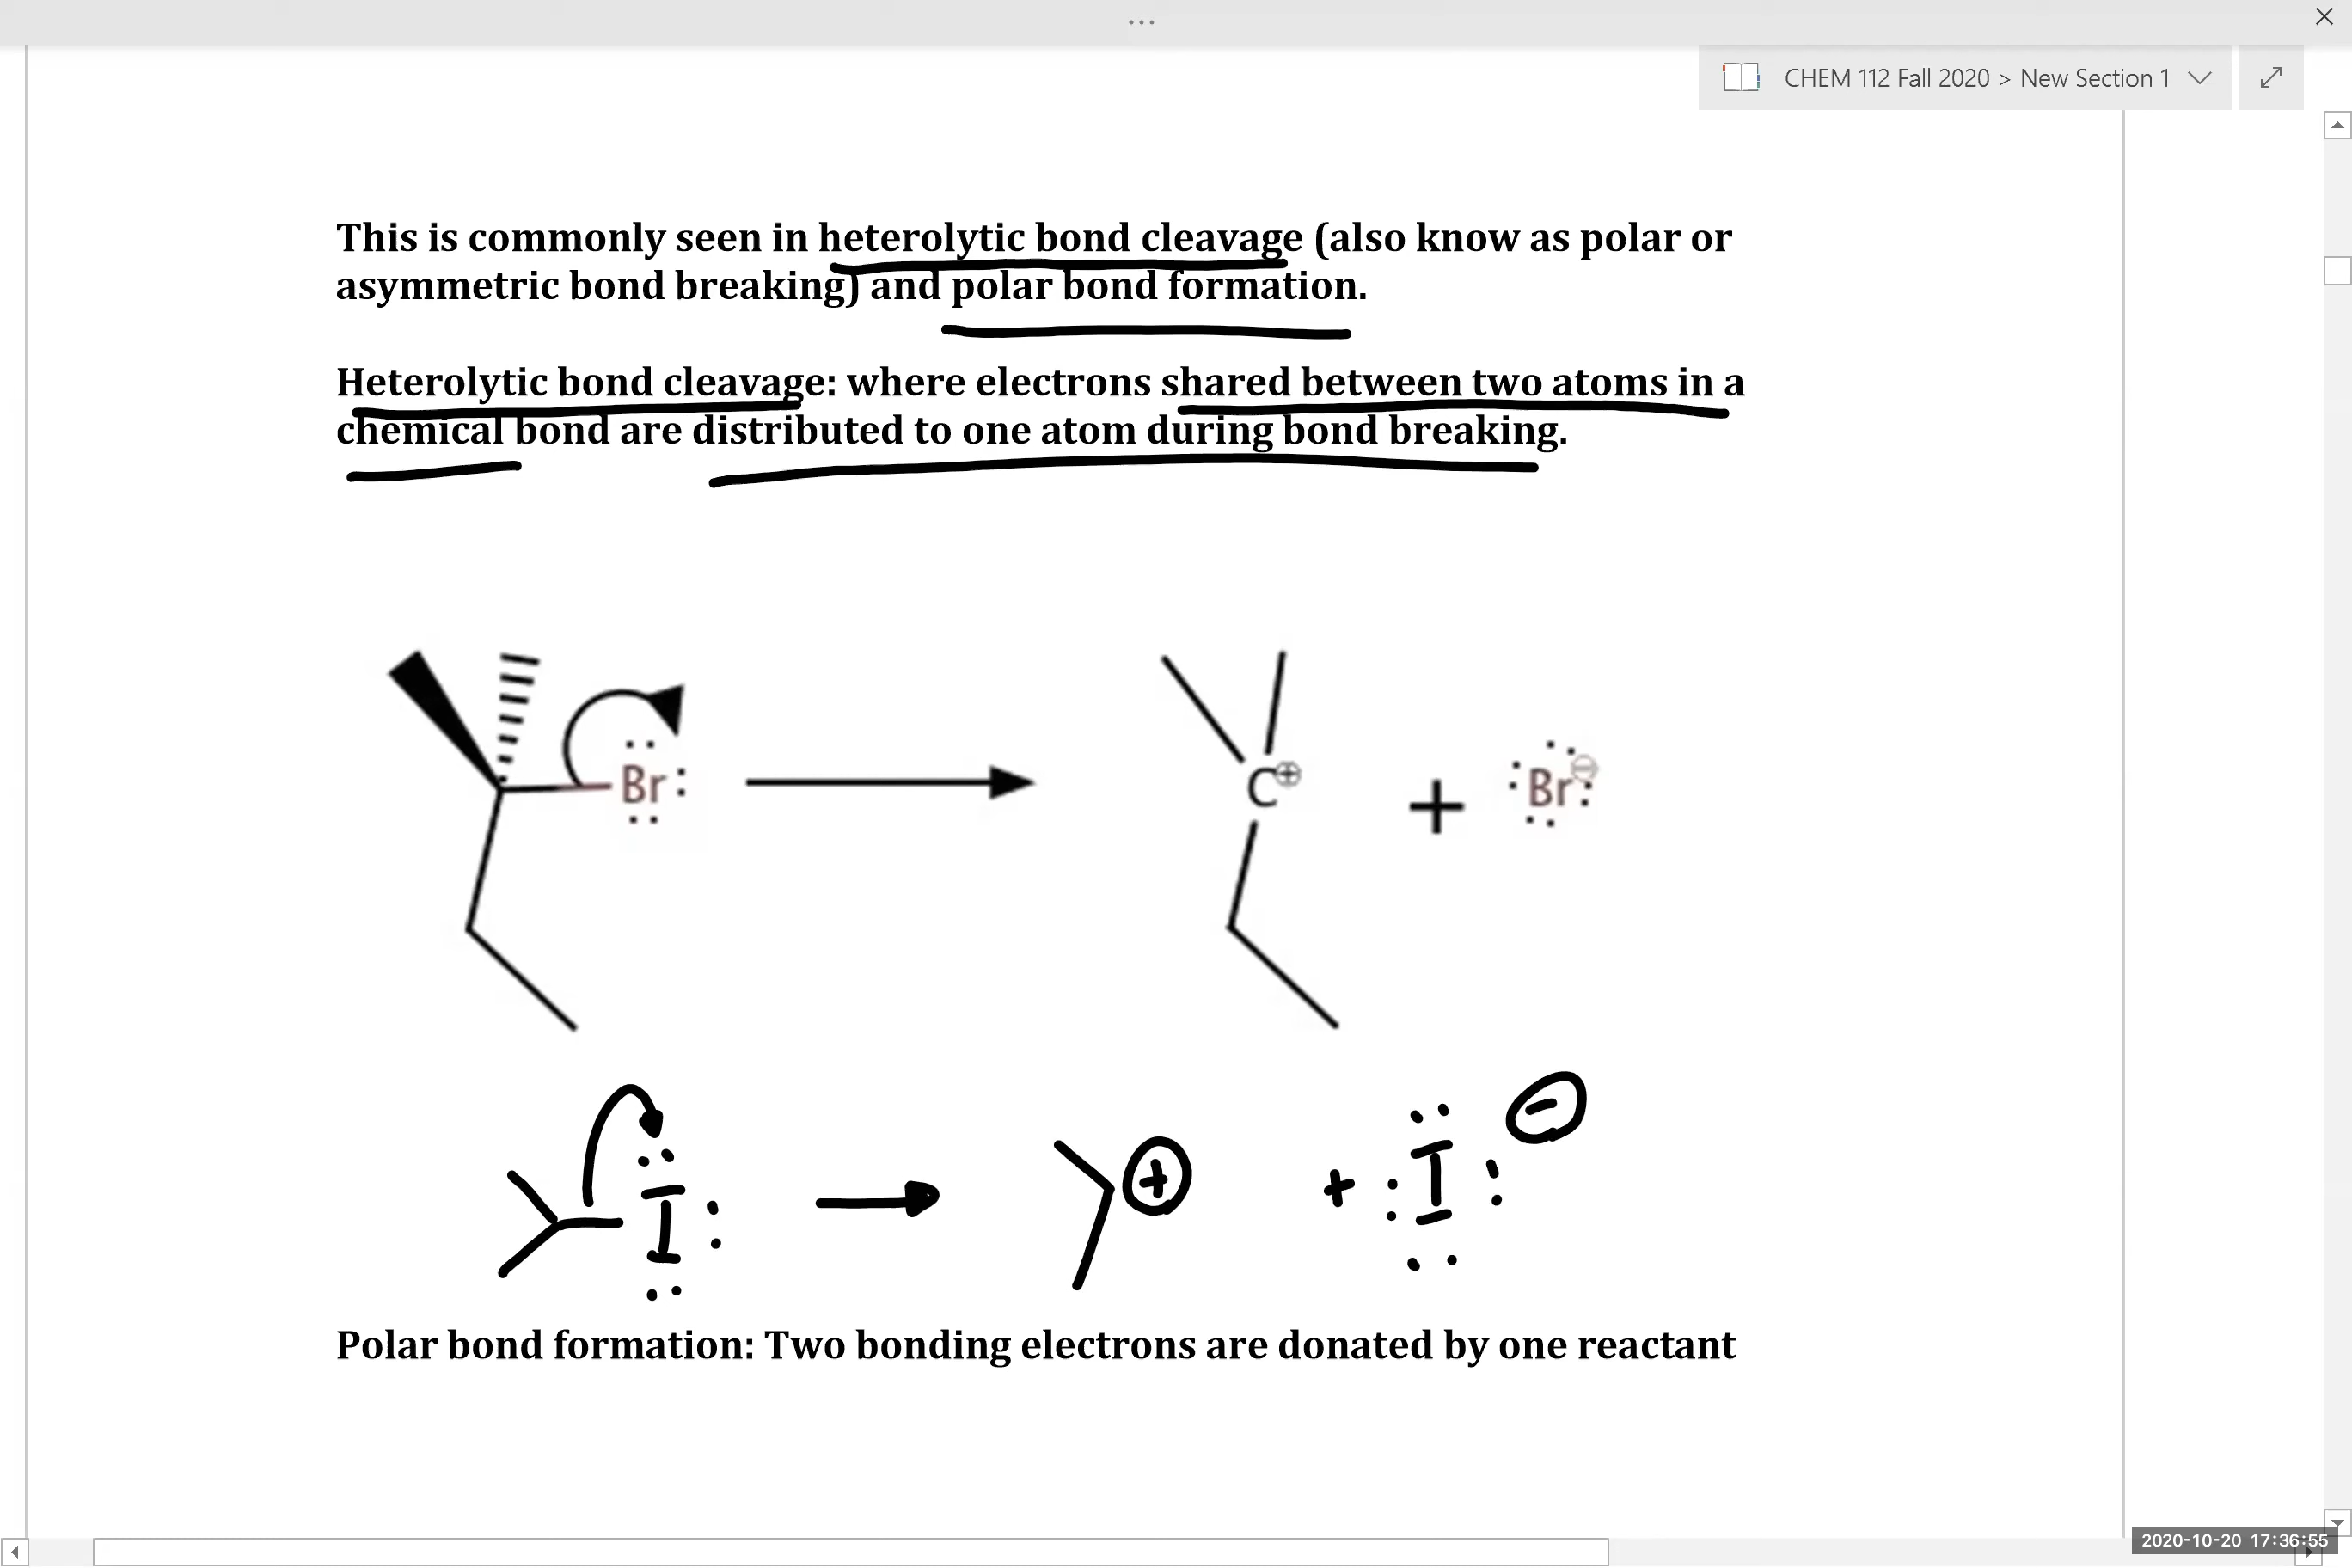 CHEM 112 Fall 2020 > New Section 1
This is commonly seen in heterolytic bond cleavage (also know as polar or
asymmetric bond breaking) and polar bond formation.
Heterolytic bond cleavage: where electrons shared between two atoms in a
chemical bond are distributed to one atom during bond breaking.
Br C⊕ + Br⊖
I ⊕ + I ⊖
Polar bond formation: Two bonding electrons are donated by one reactant
2020-10-20 17:36:55